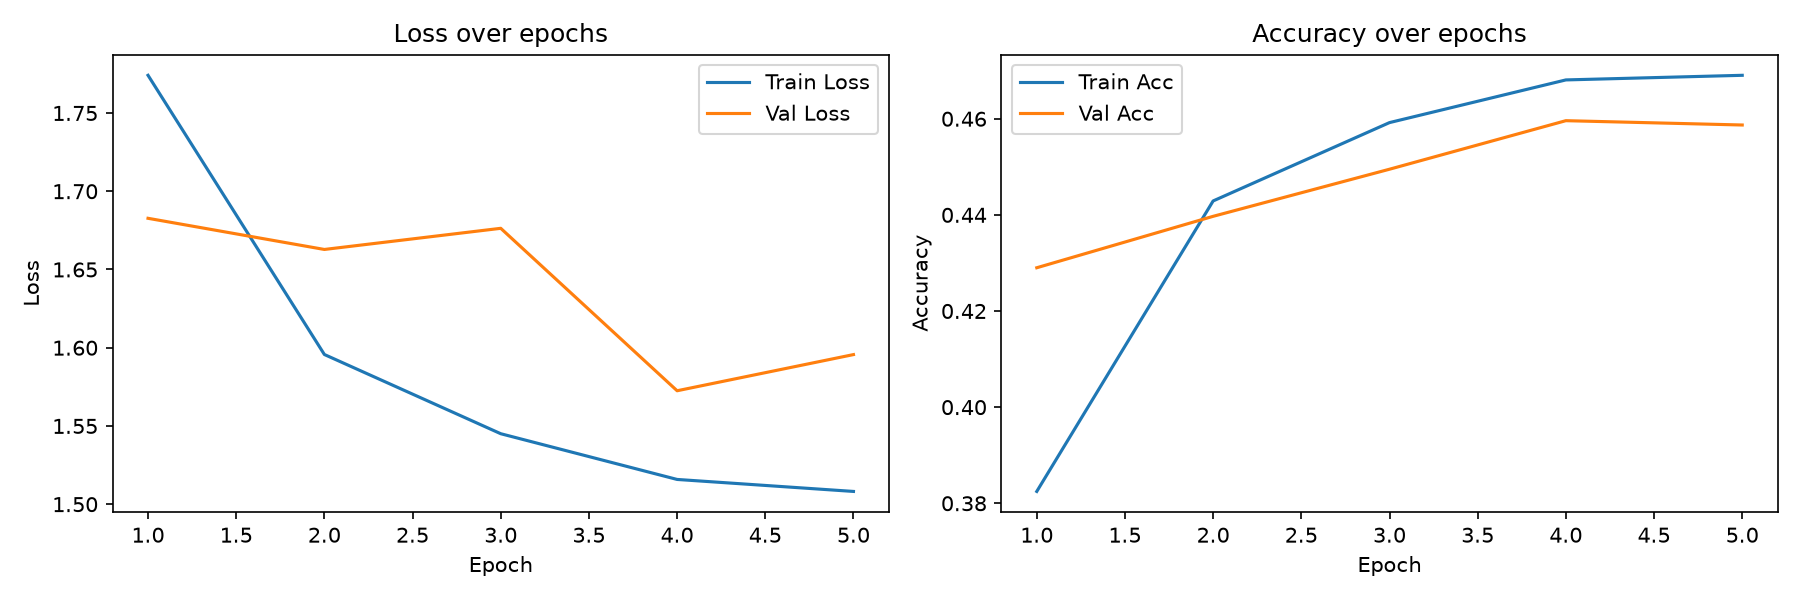 Loss over epochs
Train Loss
Val Loss
1.75
1.70
1.65
1.60
1.55
1.50
Loss
1.0 1.5 2.0 2.5 3.0 3.5 4.0 4.5 5.0
Epoch
Accuracy over epochs
Train Acc
Val Acc
0.46
0.44
0.42
0.40
0.38
Accuracy
1.0 1.5 2.0 2.5 3.0 3.5 4.0 4.5 5.0
Epoch